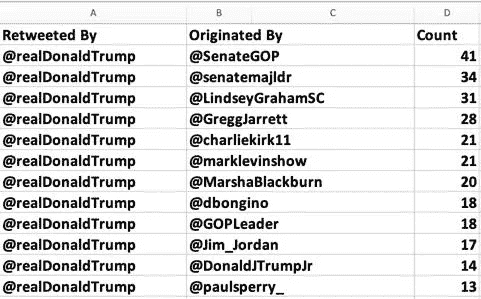 A B C D
Retweeted By Originated By Count
@realDonaldTrump @SenateGOP 41
@realDonaldTrump @senatemajldr 34
@realDonaldTrump @LindseyGrahamSC 31
@realDonaldTrump @GreggJarrett 28
@realDonaldTrump @charliekirk11 21
@realDonaldTrump @marklevinshow 21
@realDonaldTrump @MarshaBlackburn 20
@realDonaldTrump @dbongino 18
@realDonaldTrump @GOPLeader 18
@realDonaldTrump @Jim_Jordan 17
@realDonaldTrump @DonaldJTrumpJr 14
@realDonaldTrump @paulsperry_ 13